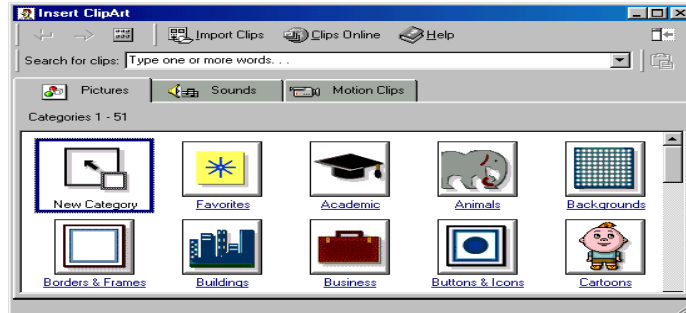 Insert ClipArt
Import Clips Clips Online Help
Search for clips: Type one or more words. . .
Pictures Sounds Motion Clips
Categories 1 - 51
New Category Favorites Academic Animals Backgrounds
Borders & Frames Buildings Business Buttons & Icons Cartoons